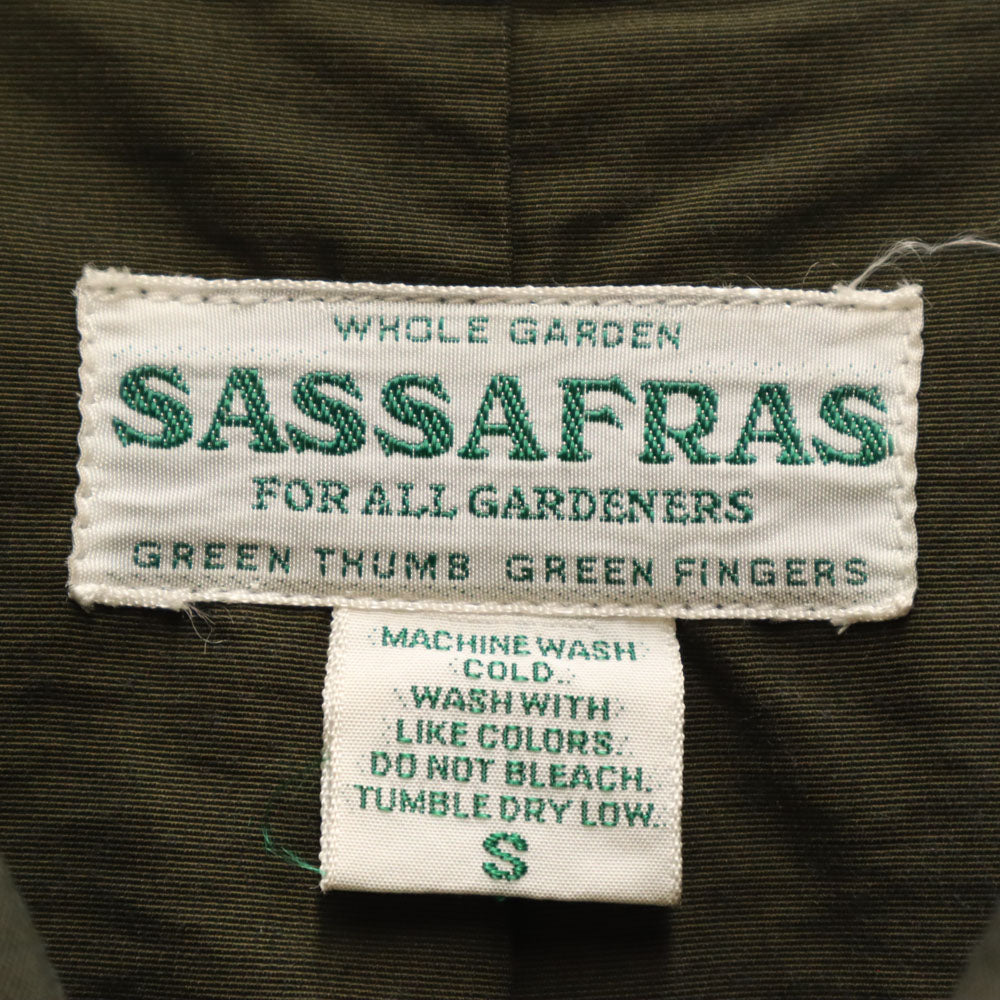 WHOLE GARDEN
SASSAFRAS
FOR ALL GARDENERS
GREEN THUMB GREEN FINGERS
MACHINE WASH
COLD.
WASH WITH
LIKE COLORS.
DO NOT BLEACH.
TUMBLE DRY LOW.
S